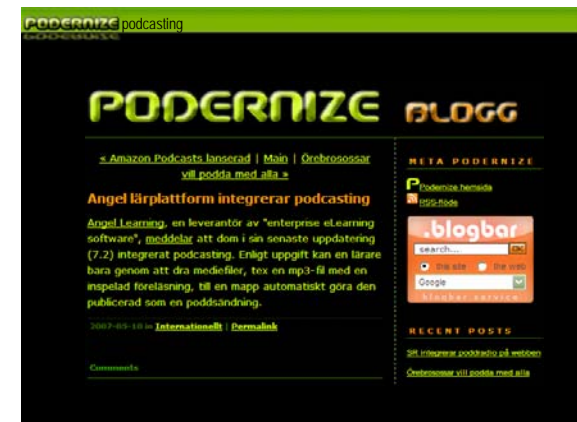 PODERNIZE podcasting
PODERNIZE BLOGG
« Amazon Podcasts lanserad | Main | Örebrosossar
vill podda med alla »
Angel lärplattform integrerar podcasting
Angel Learning, en leverantör av "enterprise eLearning
software", meddelar att dom i sin senaste uppdatering
(7.2) integrerat podcasting. Enligt uppgift kan en lärare
bara genom att dra mediefiler, tex en mp3-fil med en
inspelad föreläsning, till en mapp automatiskt göra den
publicerad som en poddsändning.
2007-05-10 in Internationellt | Permalink
Comments
META PODERNIZE
Podernize hemsida
RSS-flöde
.blogbar
search... OK
this site the web
Google
RECENT POSTS
SR integrerar poddradio på webben
Örebrosossar vill podda med alla